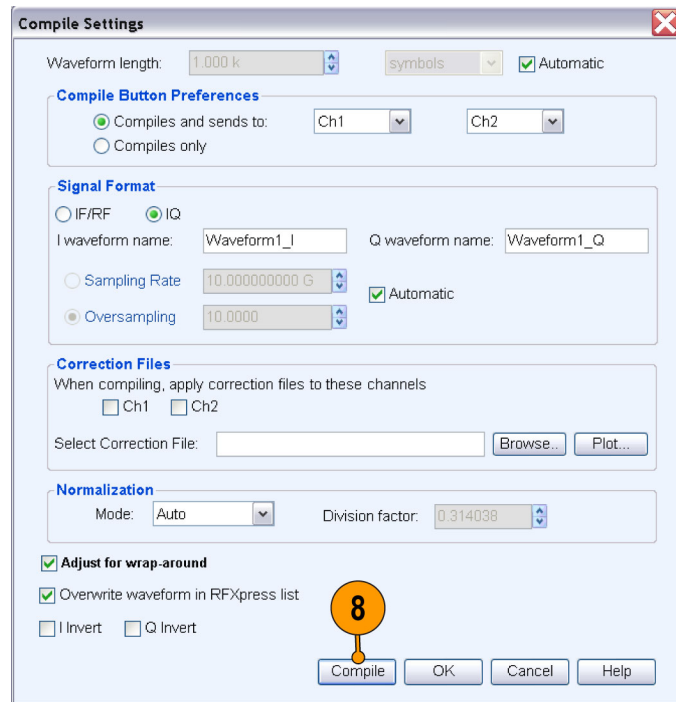 Compile Settings
Waveform length: 1.000 k symbols Automatic
Compile Button Preferences
Compiles and sends to: Ch1 Ch2
Compiles only
Signal Format
IF/RF IQ
I waveform name: Waveform1_I Q waveform name: Waveform1_Q
Sampling Rate 10.000000000 G
Automatic
Oversampling 10.0000
Correction Files
When compiling, apply correction files to these channels
Ch1 Ch2
Select Correction File: Browse.. Plot...
Normalization
Mode: Auto Division factor: 0.314038
Adjust for wrap-around
Overwrite waveform in RFXpress list
8
I Invert Q Invert
Compile OK Cancel Help